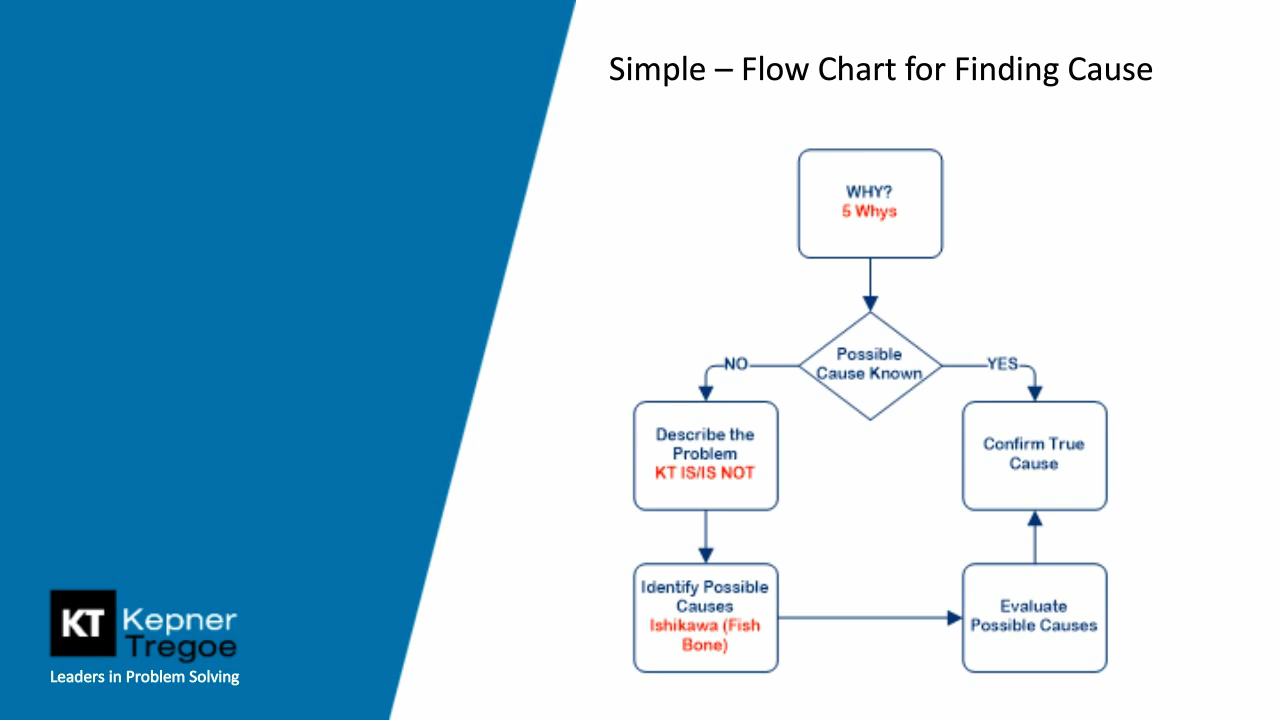 Simple – Flow Chart for Finding Cause
WHY?
5 Whys
Possible
Cause Known
NO
YES
Describe the
Problem
KT IS/IS NOT
Confirm True
Cause
Identify Possible
Causes
Ishikawa (Fish
Bone)
Evaluate
Possible Causes
KT
Kepner
Tregoe
Leaders in Problem Solving